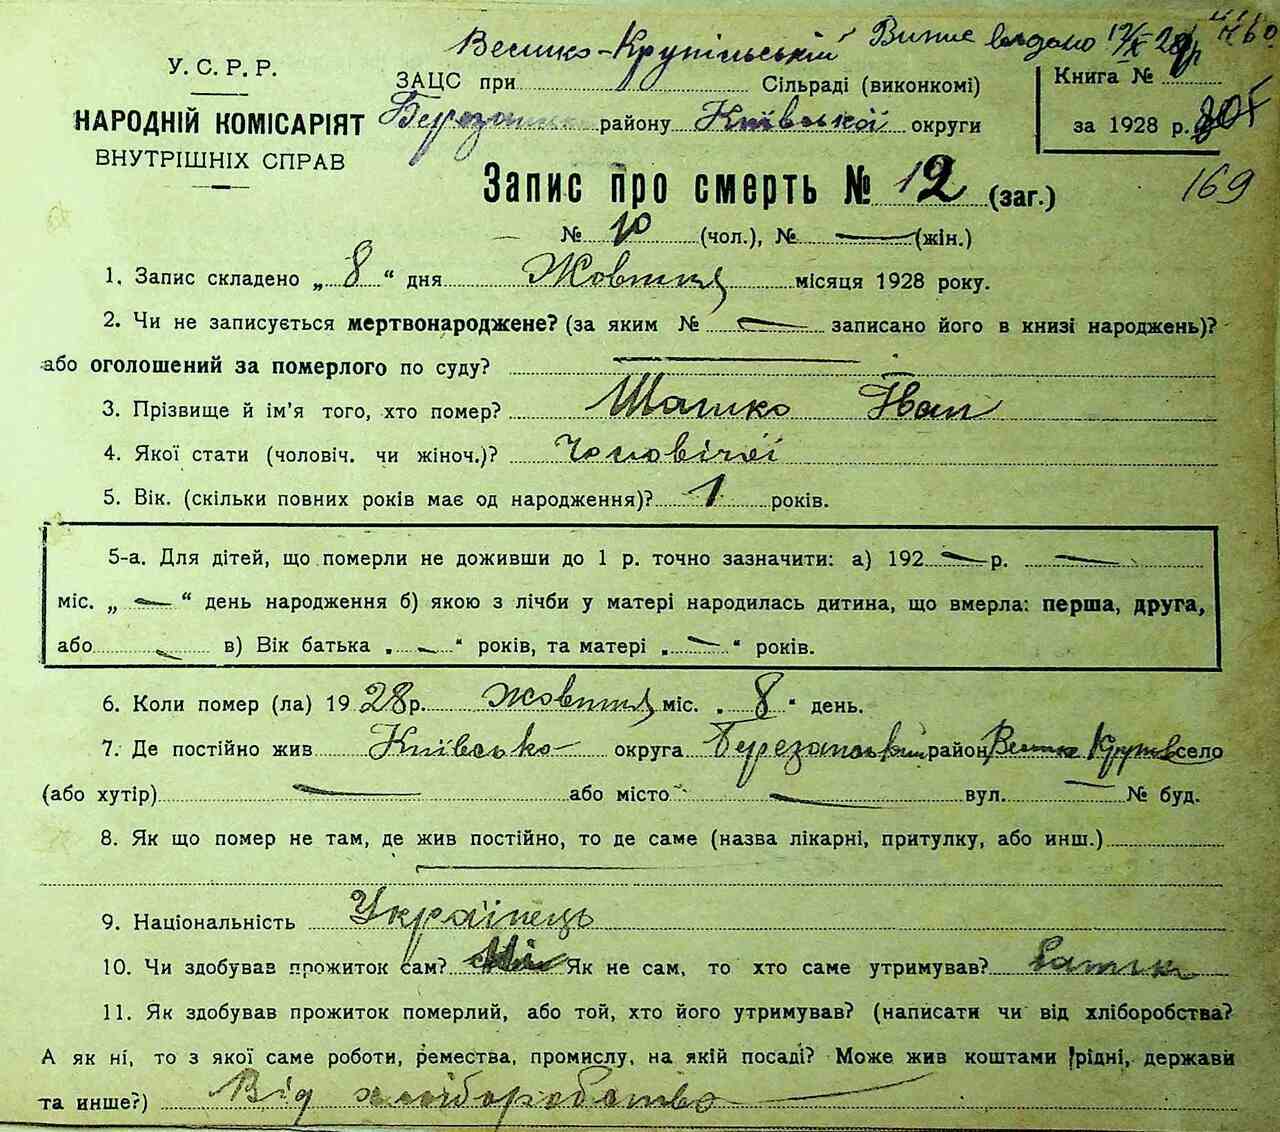 Велико-Крупільській Випис видано 12/IX 28р
У. С. Р. Р.
НАРОДНІЙ КОМІСАРІЯТ
ВНУТРІШНІХ СПРАВ
ЗАЦС при Сільраді (виконкомі)
району Київської округи
Книга №
за 1928 р.
169
Запис про смерть № 12 (заг.)
№ 10 (чол.), № — (жін.)
1. Запис складено „ 8 “ дня Жовтня місяця 1928 року.
2. Чи не записується мертвонароджене? (за яким № — записано його в книзі народжень)?
або оголошений за померлого по суду? —
3. Прізвище й ім'я того, хто помер? Шашко Іван
4. Якої стати (чоловіч. чи жіноч.)? Чоловічої
5. Вік. (скільки повних років має од народження)? 1 років.
5-а. Для дітей, що померли не доживши до 1 р. точно зазначити: а) 192 — р. —
міс. „ — “ день народження б) якою з лічби у матері народилась дитина, що вмерла: перша, друга,
або — в) Вік батька „ — “ років, та матері „ — “ років.
6. Коли помер (ла) 1928р. жовтня міс. „ 8 “ день.
7. Де постійно жив Київсько округа Березанський район Велик Крупол село
(або хутір) — або місто — вул. — № буд.
8. Як що помер не там, де жив постійно, то де саме (назва лікарні, притулку, або инш.)
—
9. Національність Українець
10. Чи здобував прожиток сам? Ні Як не сам, то хто саме утримував? Батьк
11. Як здобував прожиток померлий, або той, хто його утримував? (написати чи від хліборобства?
А як ні, то з якої саме роботи, ремества, промислу, на якій посаді? Може жив коштами рідні, держави
та инше?) Від хліборобства —